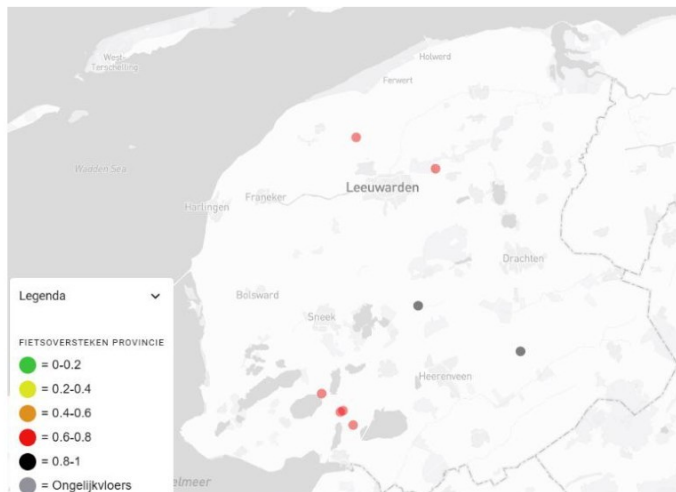 Holwerd
West-
Terschelling
Ferwert
Wadden Sea
Leeuwarden
Franeker
Harlingen
Drachten
Legenda
Bolsward
Sneek
FIETSOVERSTEKEN PROVINCIE
= 0-0.2
= 0.2-0.4
Heerenveen
= 0.4-0.6
= 0.6-0.8
= 0.8-1
= Ongelijkvloers
elmeer